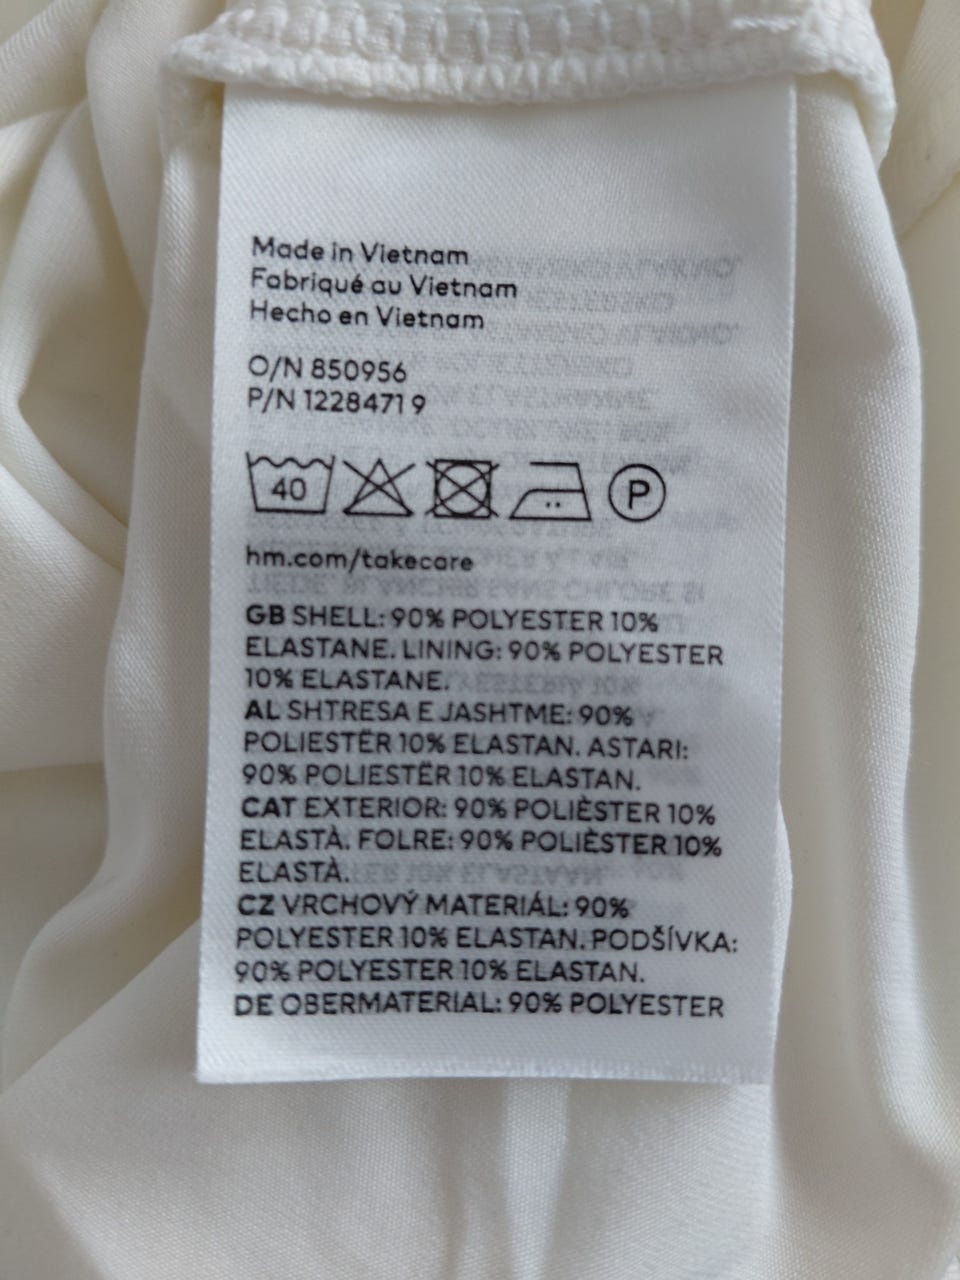 Made in Vietnam
Fabriqué au Vietnam
Hecho en Vietnam
O/N 850956
P/N 12284719
40
P
hm.com/takecare
GB SHELL: 90% POLYESTER 10%
ELASTANE. LINING: 90% POLYESTER
10% ELASTANE.
AL SHTRESA E JASHTME: 90%
POLIESTËR 10% ELASTAN. ASTARI:
90% POLIESTËR 10% ELASTAN.
CAT EXTERIOR: 90% POLIÈSTER 10%
ELASTÀ. FOLRE: 90% POLIÈSTER 10%
ELASTÀ.
CZ VRCHOVÝ MATERIÁL: 90%
POLYESTER 10% ELASTAN. PODŠÍVKA:
90% POLYESTER 10% ELASTAN.
DE OBERMATERIAL: 90% POLYESTER